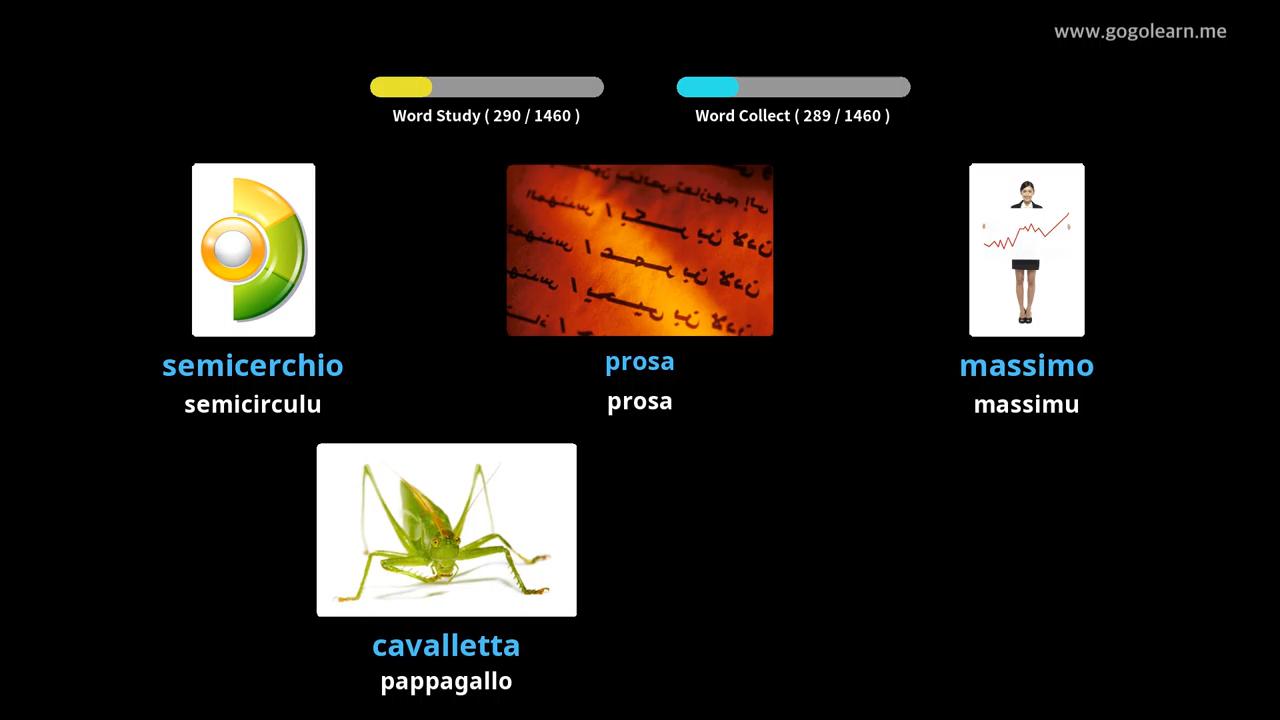 www.gogolearn.me
Word Study ( 290 / 1460 )
Word Collect ( 289 / 1460 )
semicerchio
semicirculu
prosa
prosa
massimo
massimu
cavalletta
pappagallo